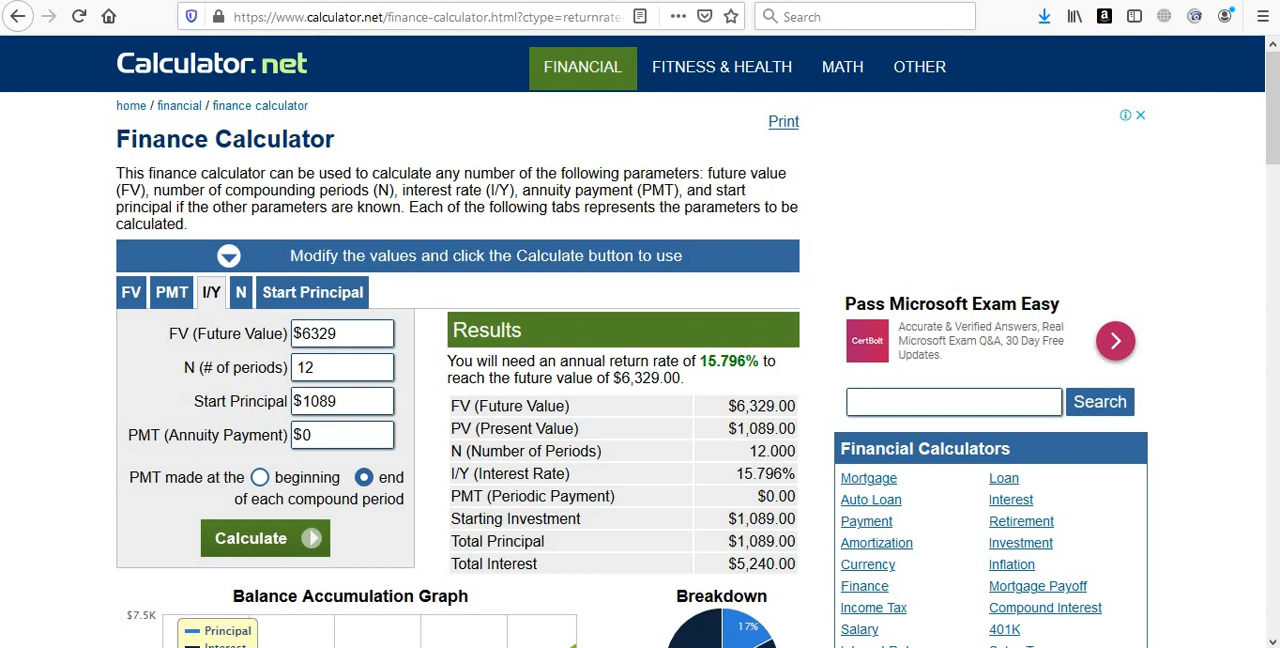 https://www.calculator.net/finance-calculator.html?ctype=returnrate
Search
Calculator.net
FINANCIAL
FITNESS & HEALTH
MATH
OTHER
home / financial / finance calculator
Print
Finance Calculator
This finance calculator can be used to calculate any number of the following parameters: future value
(FV), number of compounding periods (N), interest rate (I/Y), annuity payment (PMT), and start
principal if the other parameters are known. Each of the following tabs represents the parameters to be
calculated.
Modify the values and click the Calculate button to use
FV
PMT
I/Y
N
Start Principal
FV (Future Value) $6329
N (# of periods) 12
Start Principal $1089
PMT (Annuity Payment) $0
PMT made at the beginning end
of each compound period
Calculate
Results
You will need an annual return rate of 15.796% to
reach the future value of $6,329.00.
FV (Future Value) $6,329.00
PV (Present Value) $1,089.00
N (Number of Periods) 12.000
I/Y (Interest Rate) 15.796%
PMT (Periodic Payment) $0.00
Starting Investment $1,089.00
Total Principal $1,089.00
Total Interest $5,240.00
Balance Accumulation Graph
$7.5K
Principal
Interest
Breakdown
17%
Pass Microsoft Exam Easy
CertBolt
Accurate & Verified Answers, Real
Microsoft Exam Q&A, 30 Day Free
Updates.
Search
Financial Calculators
Mortgage Loan
Auto Loan Interest
Payment Retirement
Amortization Investment
Currency Inflation
Finance Mortgage Payoff
Income Tax Compound Interest
Salary 401K